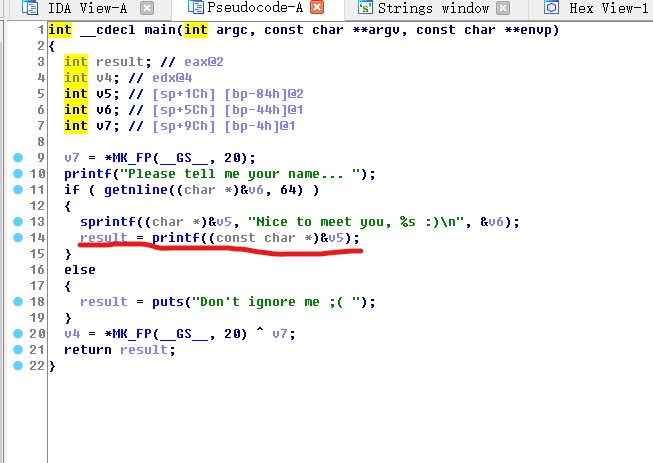 IDA View-A Pseudocode-A Strings window Hex View-1
1 int __cdecl main(int argc, const char **argv, const char **envp)
2 {
3 int result; // eax@2
4 int v4; // edx@4
5 int v5; // [sp+1Ch] [bp-84h]@2
6 int v6; // [sp+5Ch] [bp-44h]@1
7 int v7; // [sp+9Ch] [bp-4h]@1
8
9 v7 = *MK_FP(__GS__, 20);
10 printf("Please tell me your name... ");
11 if ( getnline((char *)&v6, 64) )
12 {
13 sprintf((char *)&v5, "Nice to meet you, %s :)\n", &v6);
14 result = printf((const char *)&v5);
15 }
16 else
17 {
18 result = puts("Don't ignore me ;( ");
19 }
20 v4 = *MK_FP(__GS__, 20) ^ v7;
21 return result;
22 }